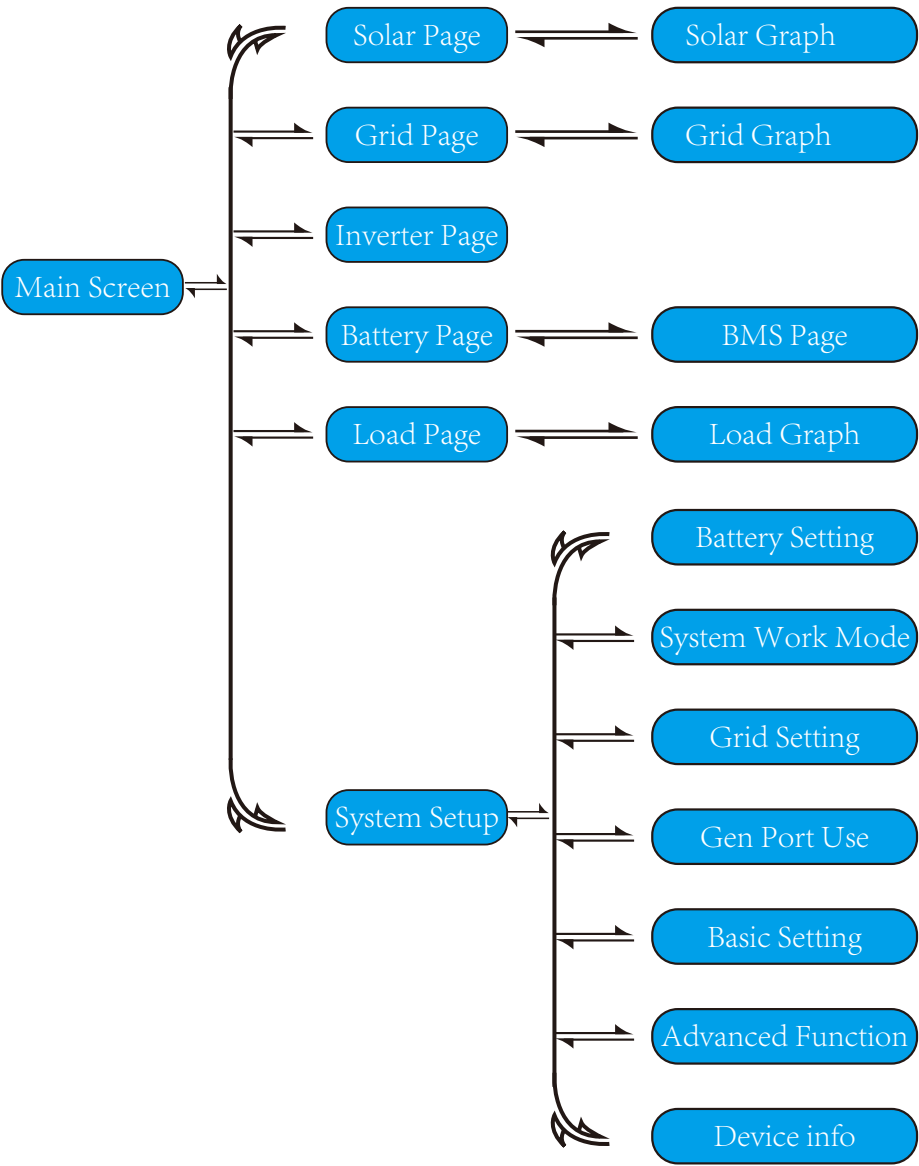 Solar Page
Solar Graph
Grid Page
Grid Graph
Inverter Page
Main Screen
Battery Page
BMS Page
Load Page
Load Graph
Battery Setting
System Work Mode
Grid Setting
System Setup
Gen Port Use
Basic Setting
Advanced Function
Device info